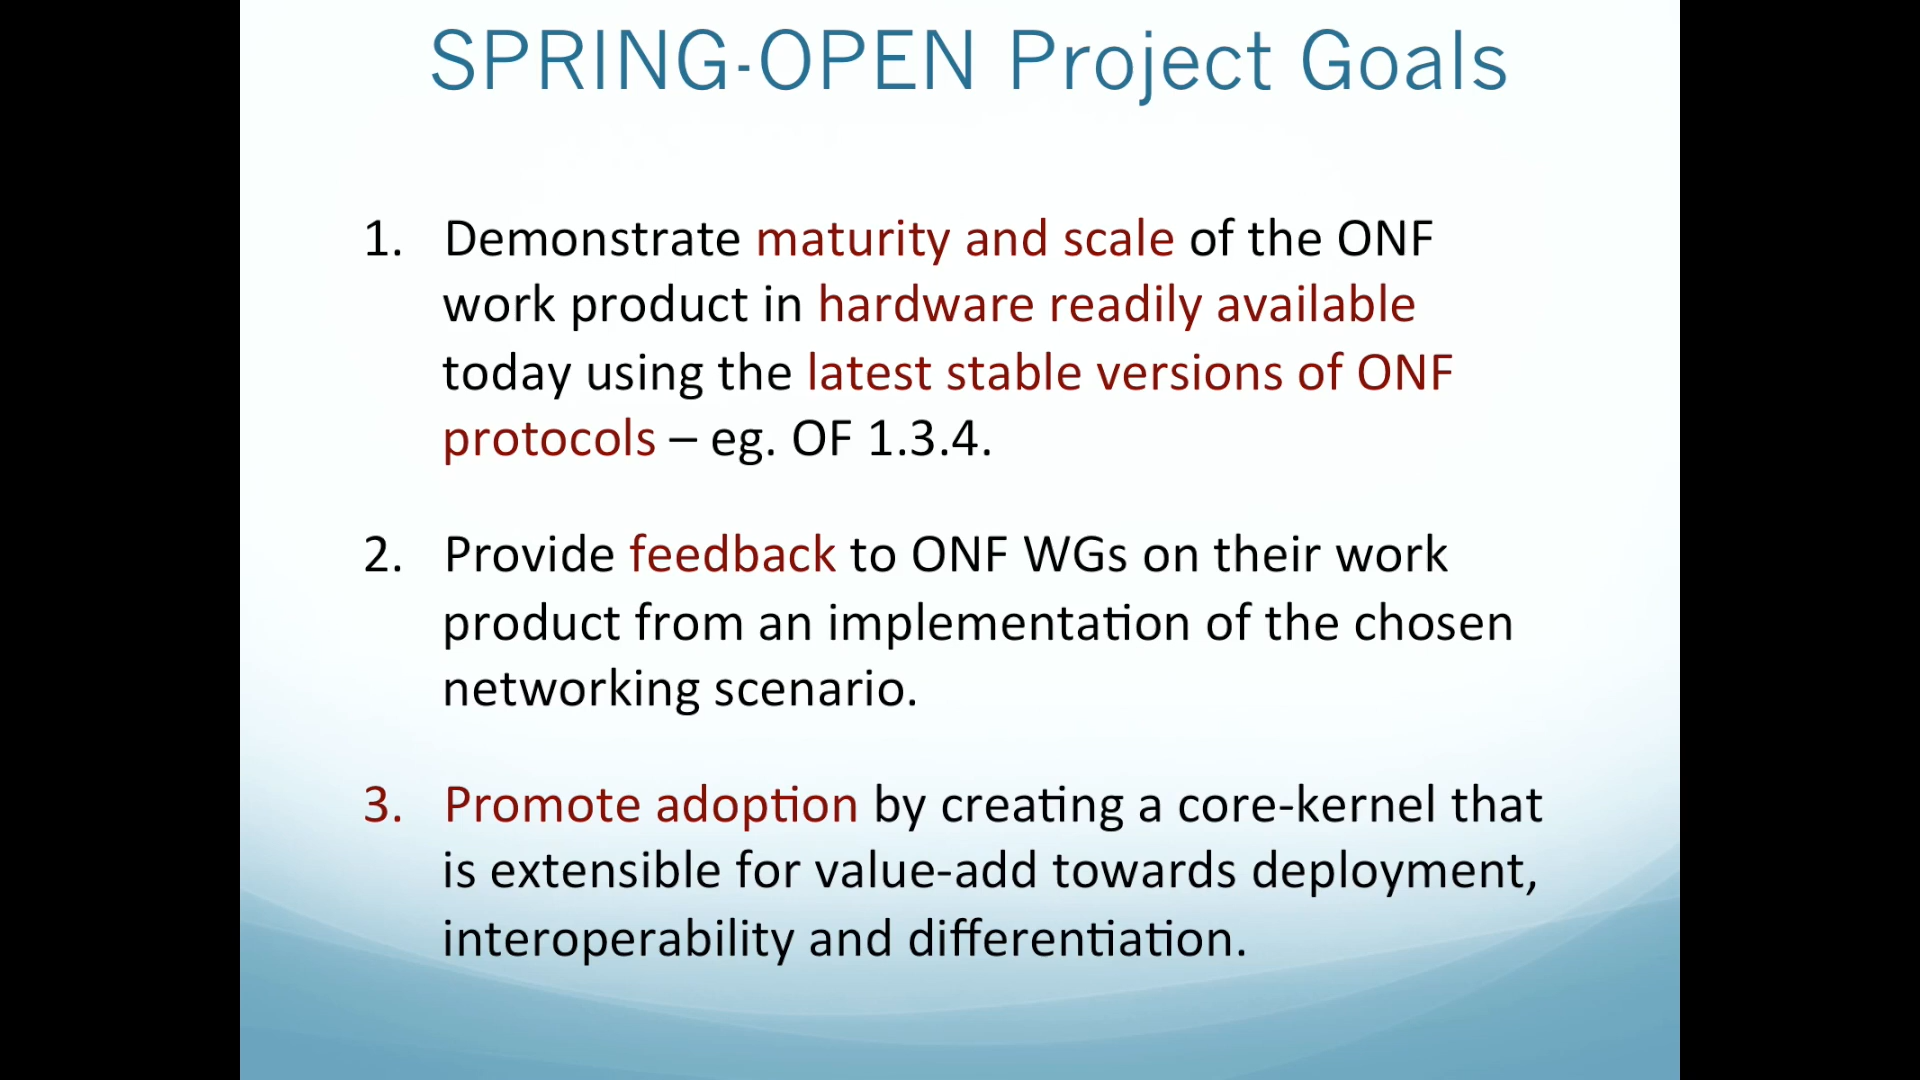 SPRING-OPEN Project Goals
1. Demonstrate maturity and scale of the ONF
work product in hardware readily available
today using the latest stable versions of ONF
protocols – eg. OF 1.3.4.
2. Provide feedback to ONF WGs on their work
product from an implementation of the chosen
networking scenario.
3. Promote adoption by creating a core-kernel that
is extensible for value-add towards deployment,
interoperability and differentiation.